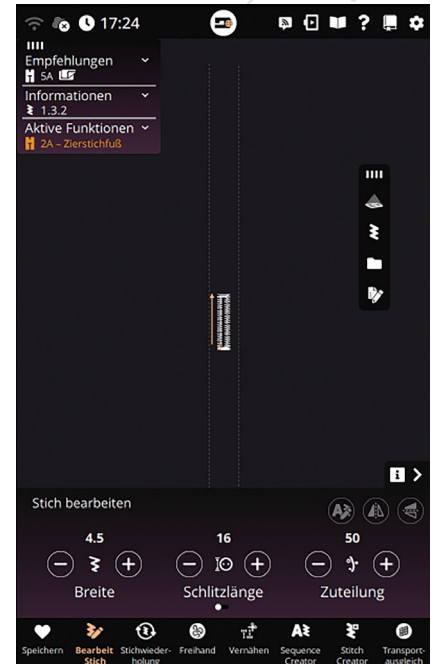 17:24
?
Empfehlungen
5A
Informationen
1.3.2
Aktive Funktionen
2A – Zierstichfuß
i
Stich bearbeiten
4.5
16
50
Breite
Schlitzlänge
Zuteilung
Speichern
Bearbeit
Stich
Stichwieder-
holung
Freihand
Vernähen
Sequence
Creator
Stitch
Creator
Transport-
ausgleich